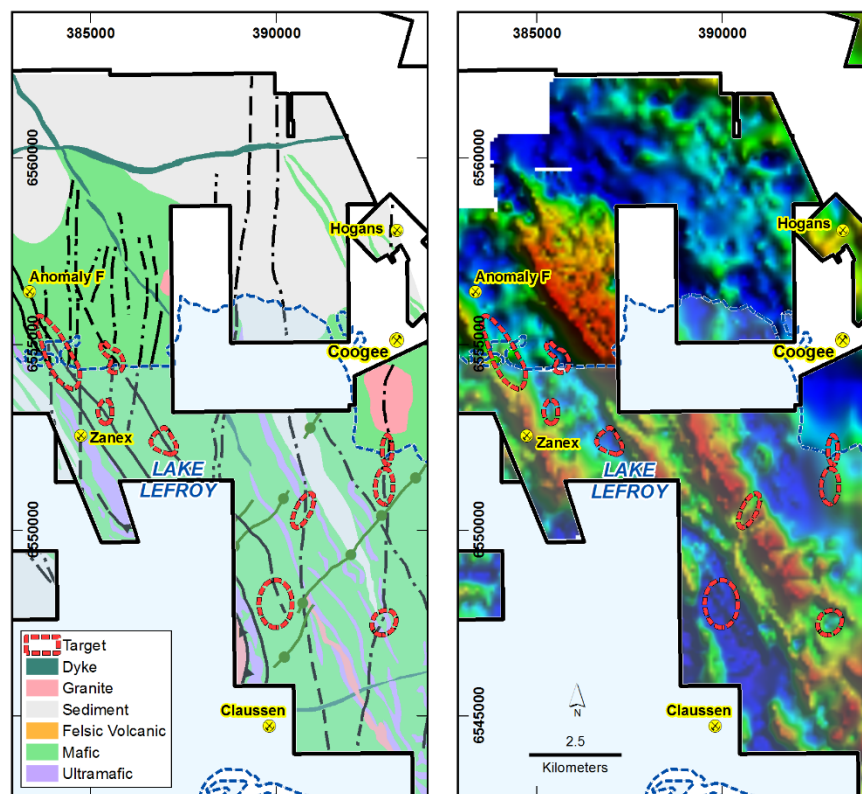 385000
390000
6560000
Hogans
Anomaly F
6555000
Coogee
Zanex
LAKE
LEFROY
6550000
Target
Dyke
Granite
Sediment
Felsic Volcanic
Mafic
Ultramafic
Claussen
6545000
385000
390000
6560000
Hogans
Anomaly F
6555000
Coogee
Zanex
LAKE
LEFROY
6550000
N
2.5
Kilometers
Claussen
6545000